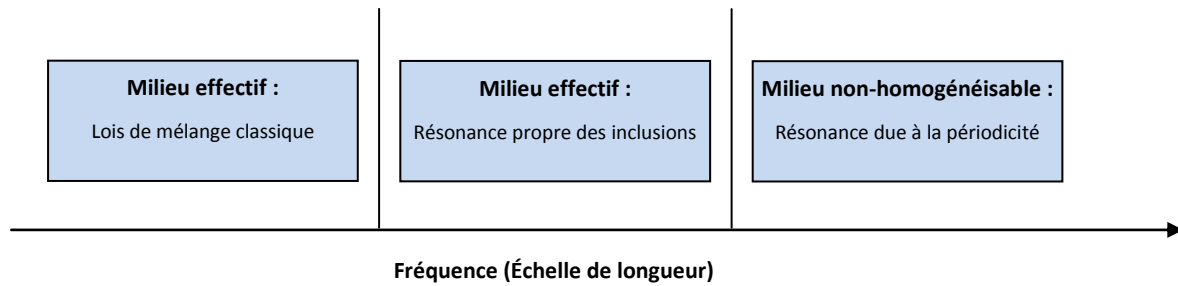 Milieu effectif :
Lois de mélange classique
Milieu effectif :
Résonance propre des inclusions
Milieu non-homogénéisable :
Résonance due à la périodicité
Fréquence (Échelle de longueur)